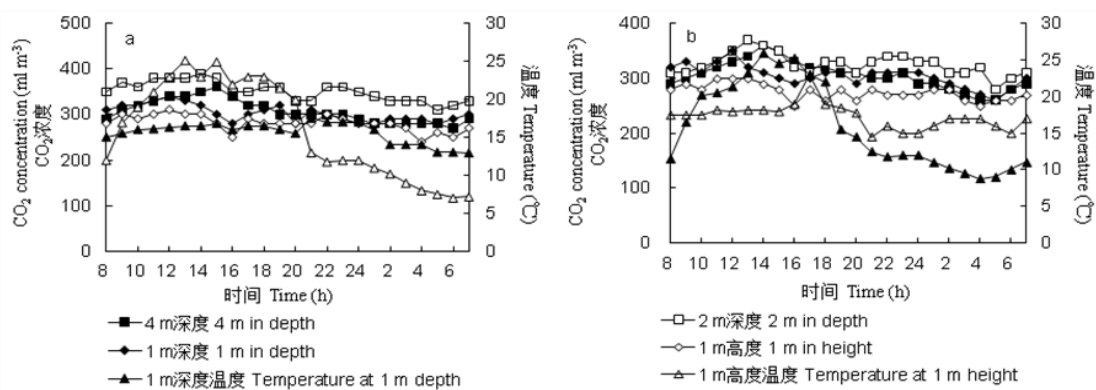 a
CO₂ concentration (ml m⁻³)
CO₂浓度
500
400
300
200
100
0
30
25
20
15
10
5
0
温度 Temperature (℃)
8 10 12 14 16 18 20 22 24 2 4 6
时间 Time (h)
4 m深度 4 m in depth
1 m深度 1 m in depth
1 m深度温度 Temperature at 1 m depth
b
CO₂ concentration (ml m⁻³)
CO₂浓度
400
300
200
100
0
30
25
20
15
10
5
0
温度 Temperature (℃)
8 10 12 14 16 18 20 22 24 2 4 6
时间 Time (h)
2 m深度 2 m in depth
1 m高度 1 m in height
1 m高度温度 Temperature at 1 m height